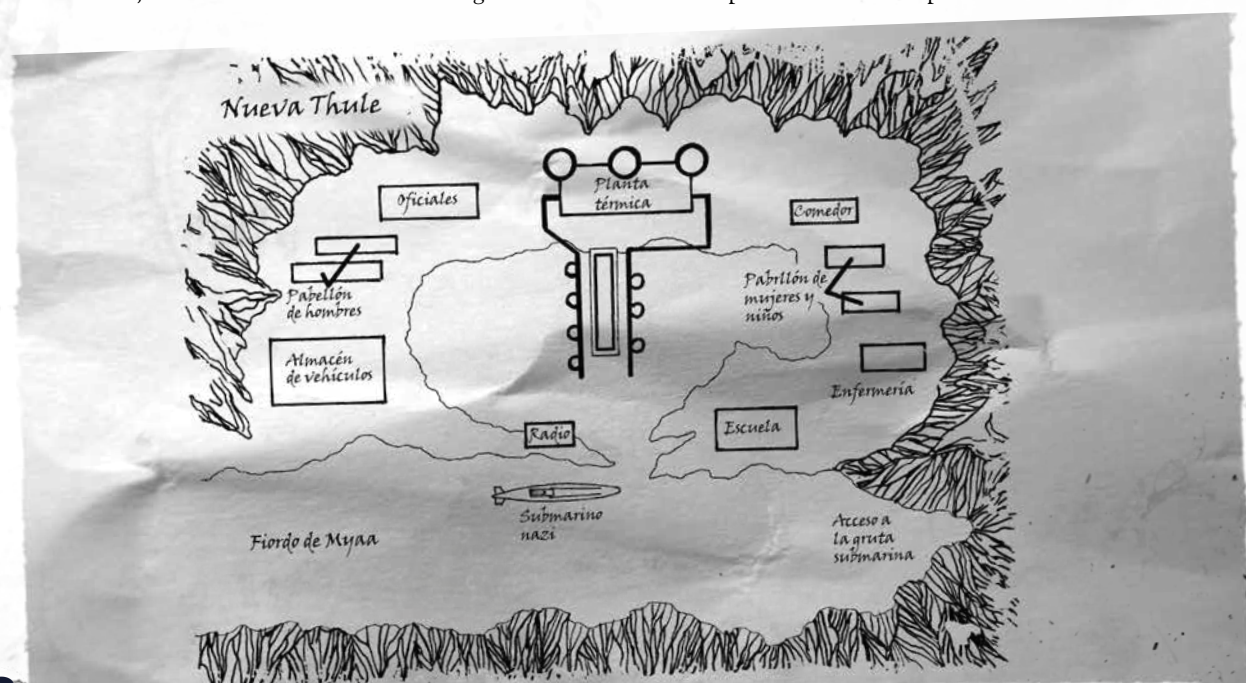 Nueva Thule
Oficiales
Planta
térmica
Comedor
Pabellón
de hombres
Pabrllón de
mujeres y
niños
Almacén
de vehículos
Enfermería
Radio
Escuela
Submarino
nazi
Fiordo de Myaa
Acceso a
la gruta
submarina